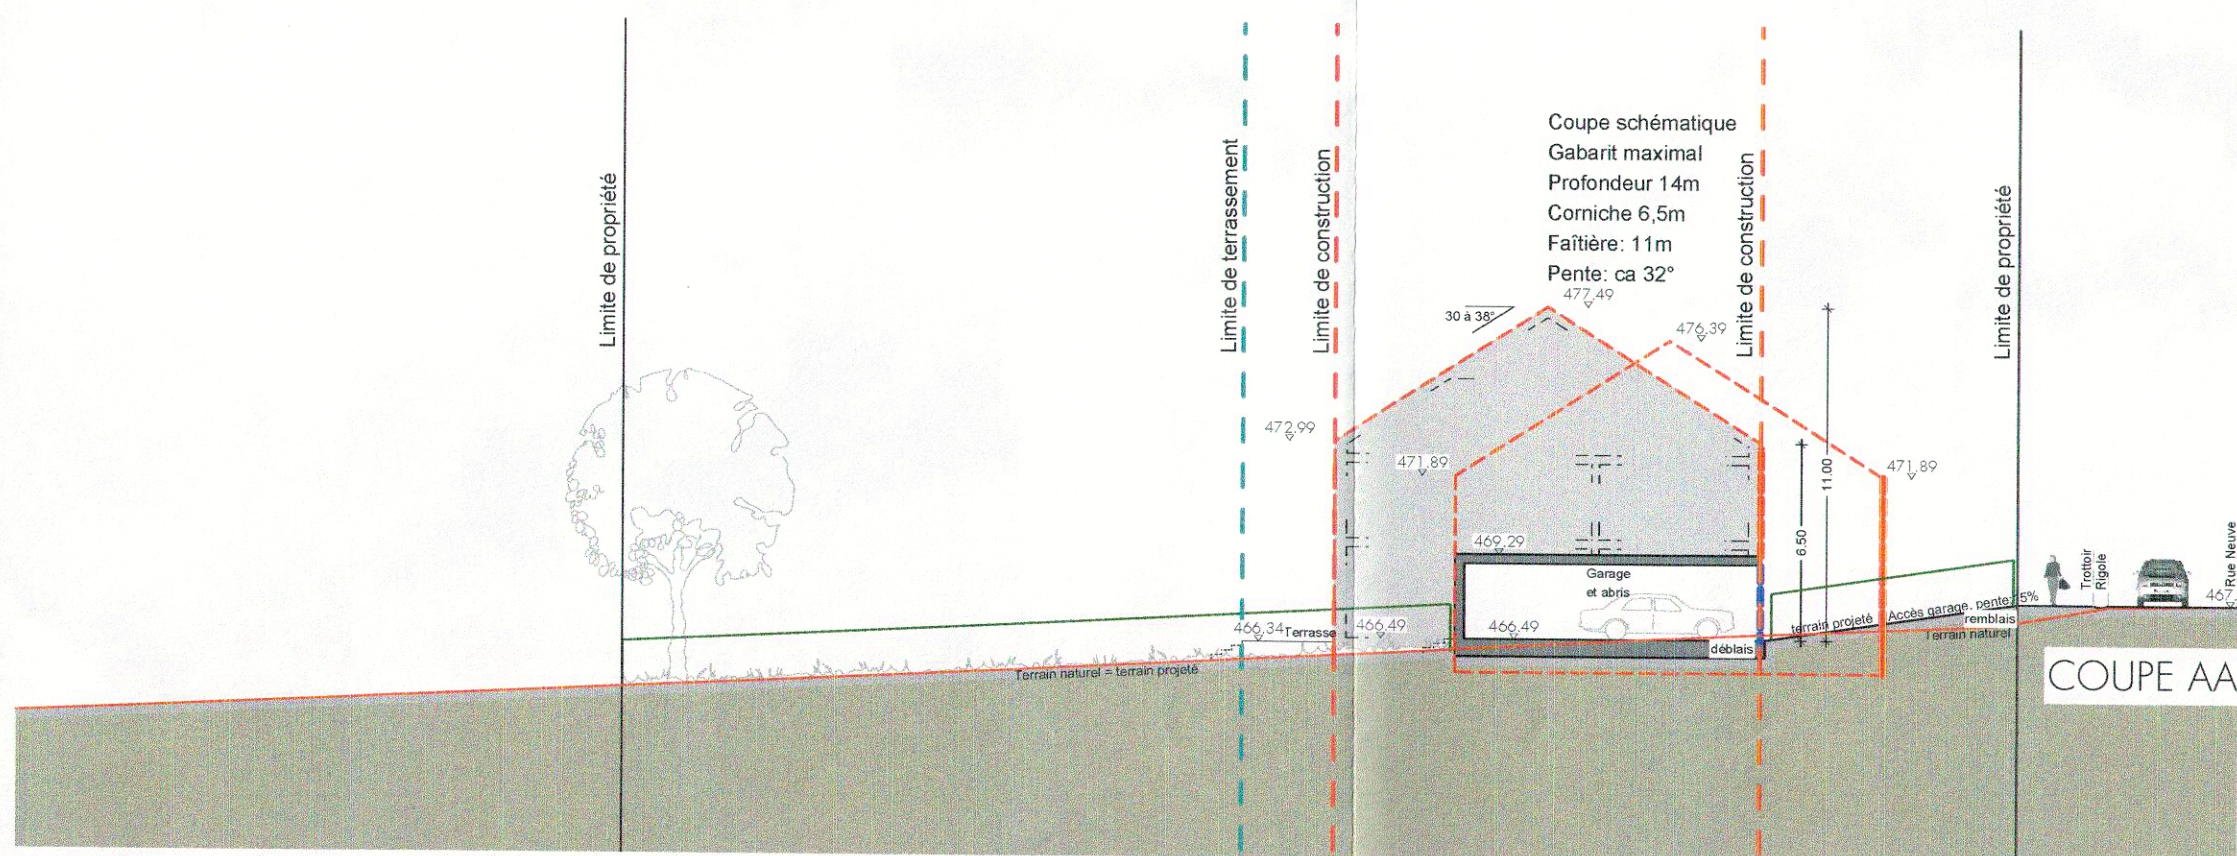 Limite de propriété
Limite de terrassement
Limite de construction
Coupe schématique
Gabarit maximal
Profondeur 14m
Corniche 6,5m
Faîtière: 11m
Pente: ca 32°
Limite de construction
Limite de propriété
477.49
30 à 38°
476.39
472.99
471.89
471.89
11.00
6.50
469.29
Garage
et abris
466.34
Terrasse
466.49
466.49
déblais
terrain projeté
Accès garage, pente: 5%
remblais
Terrain naturel
Terrain naturel = terrain projeté
Trottoir
Rigole
Rue Neuve
467.
COUPE AA